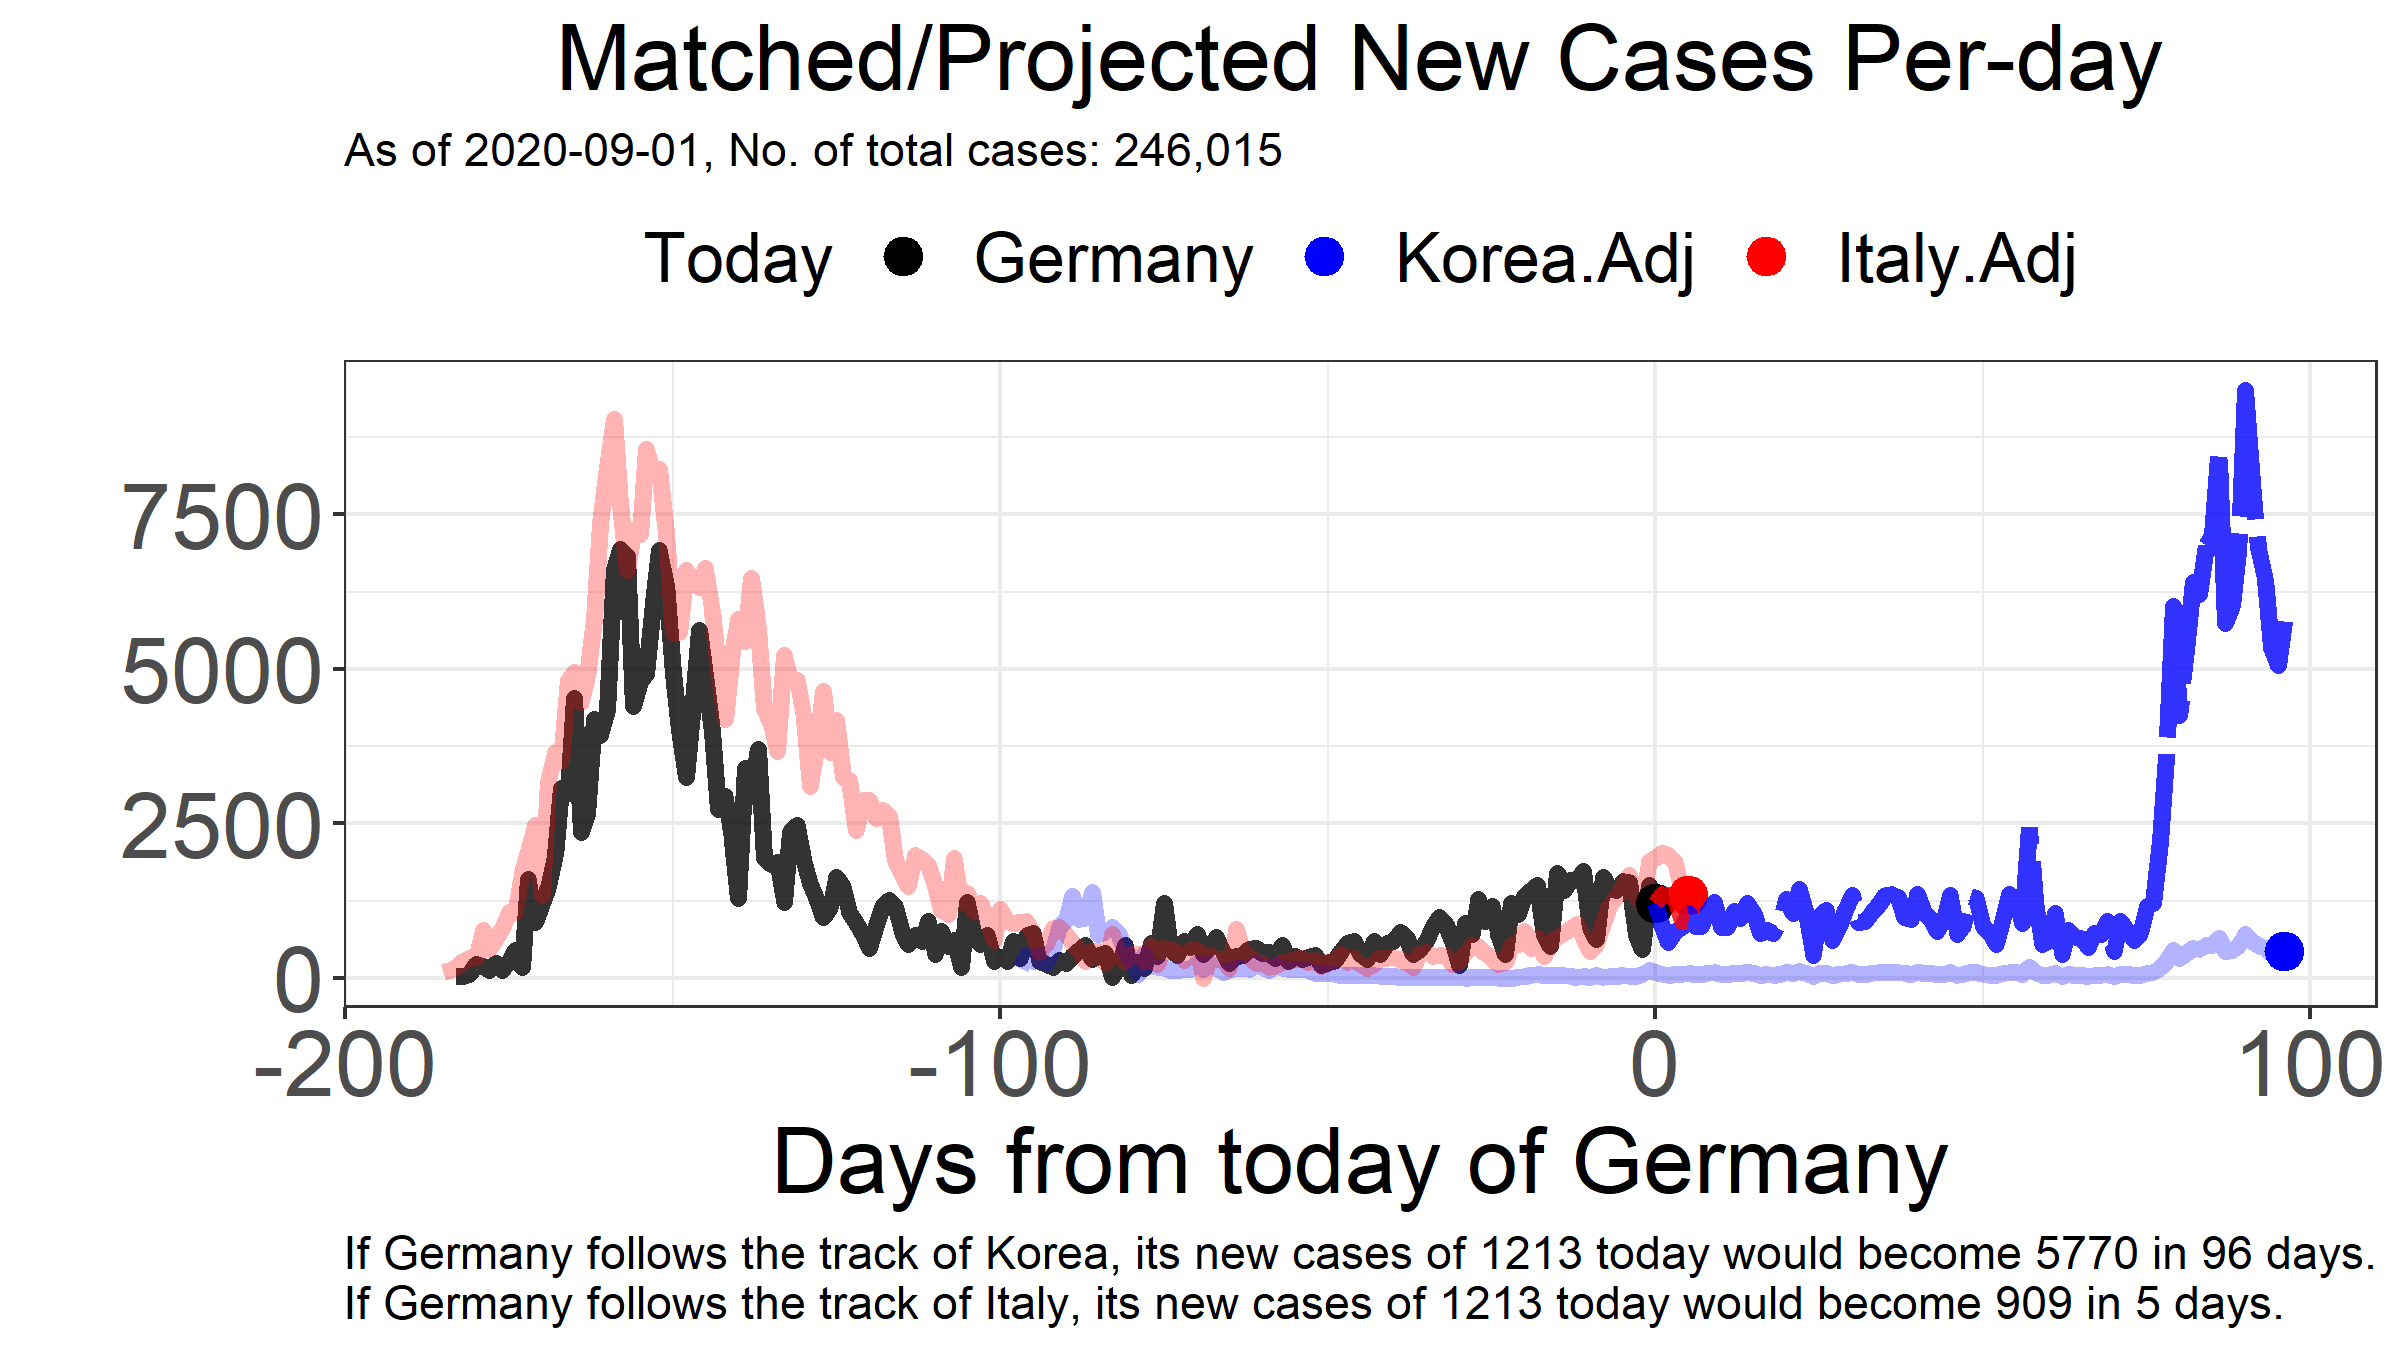 Matched/Projected New Cases Per-day
As of 2020-09-01, No. of total cases: 246,015
Today Germany Korea.Adj Italy.Adj
7500
5000
2500
0
-200 -100 0 100
Days from today of Germany
If Germany follows the track of Korea, its new cases of 1213 today would become 5770 in 96 days.
If Germany follows the track of Italy, its new cases of 1213 today would become 909 in 5 days.